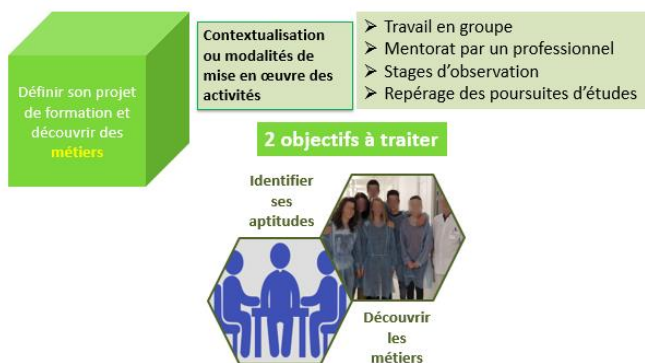 Définir son projet
de formation et
découvrir des
métiers
Contextualisation
ou modalités de
mise en œuvre des
activités
➢ Travail en groupe
➢ Mentorat par un professionnel
➢ Stages d’observation
➢ Repérage des poursuites d’études
2 objectifs à traiter
Identifier
ses
aptitudes
Découvrir
les
métiers